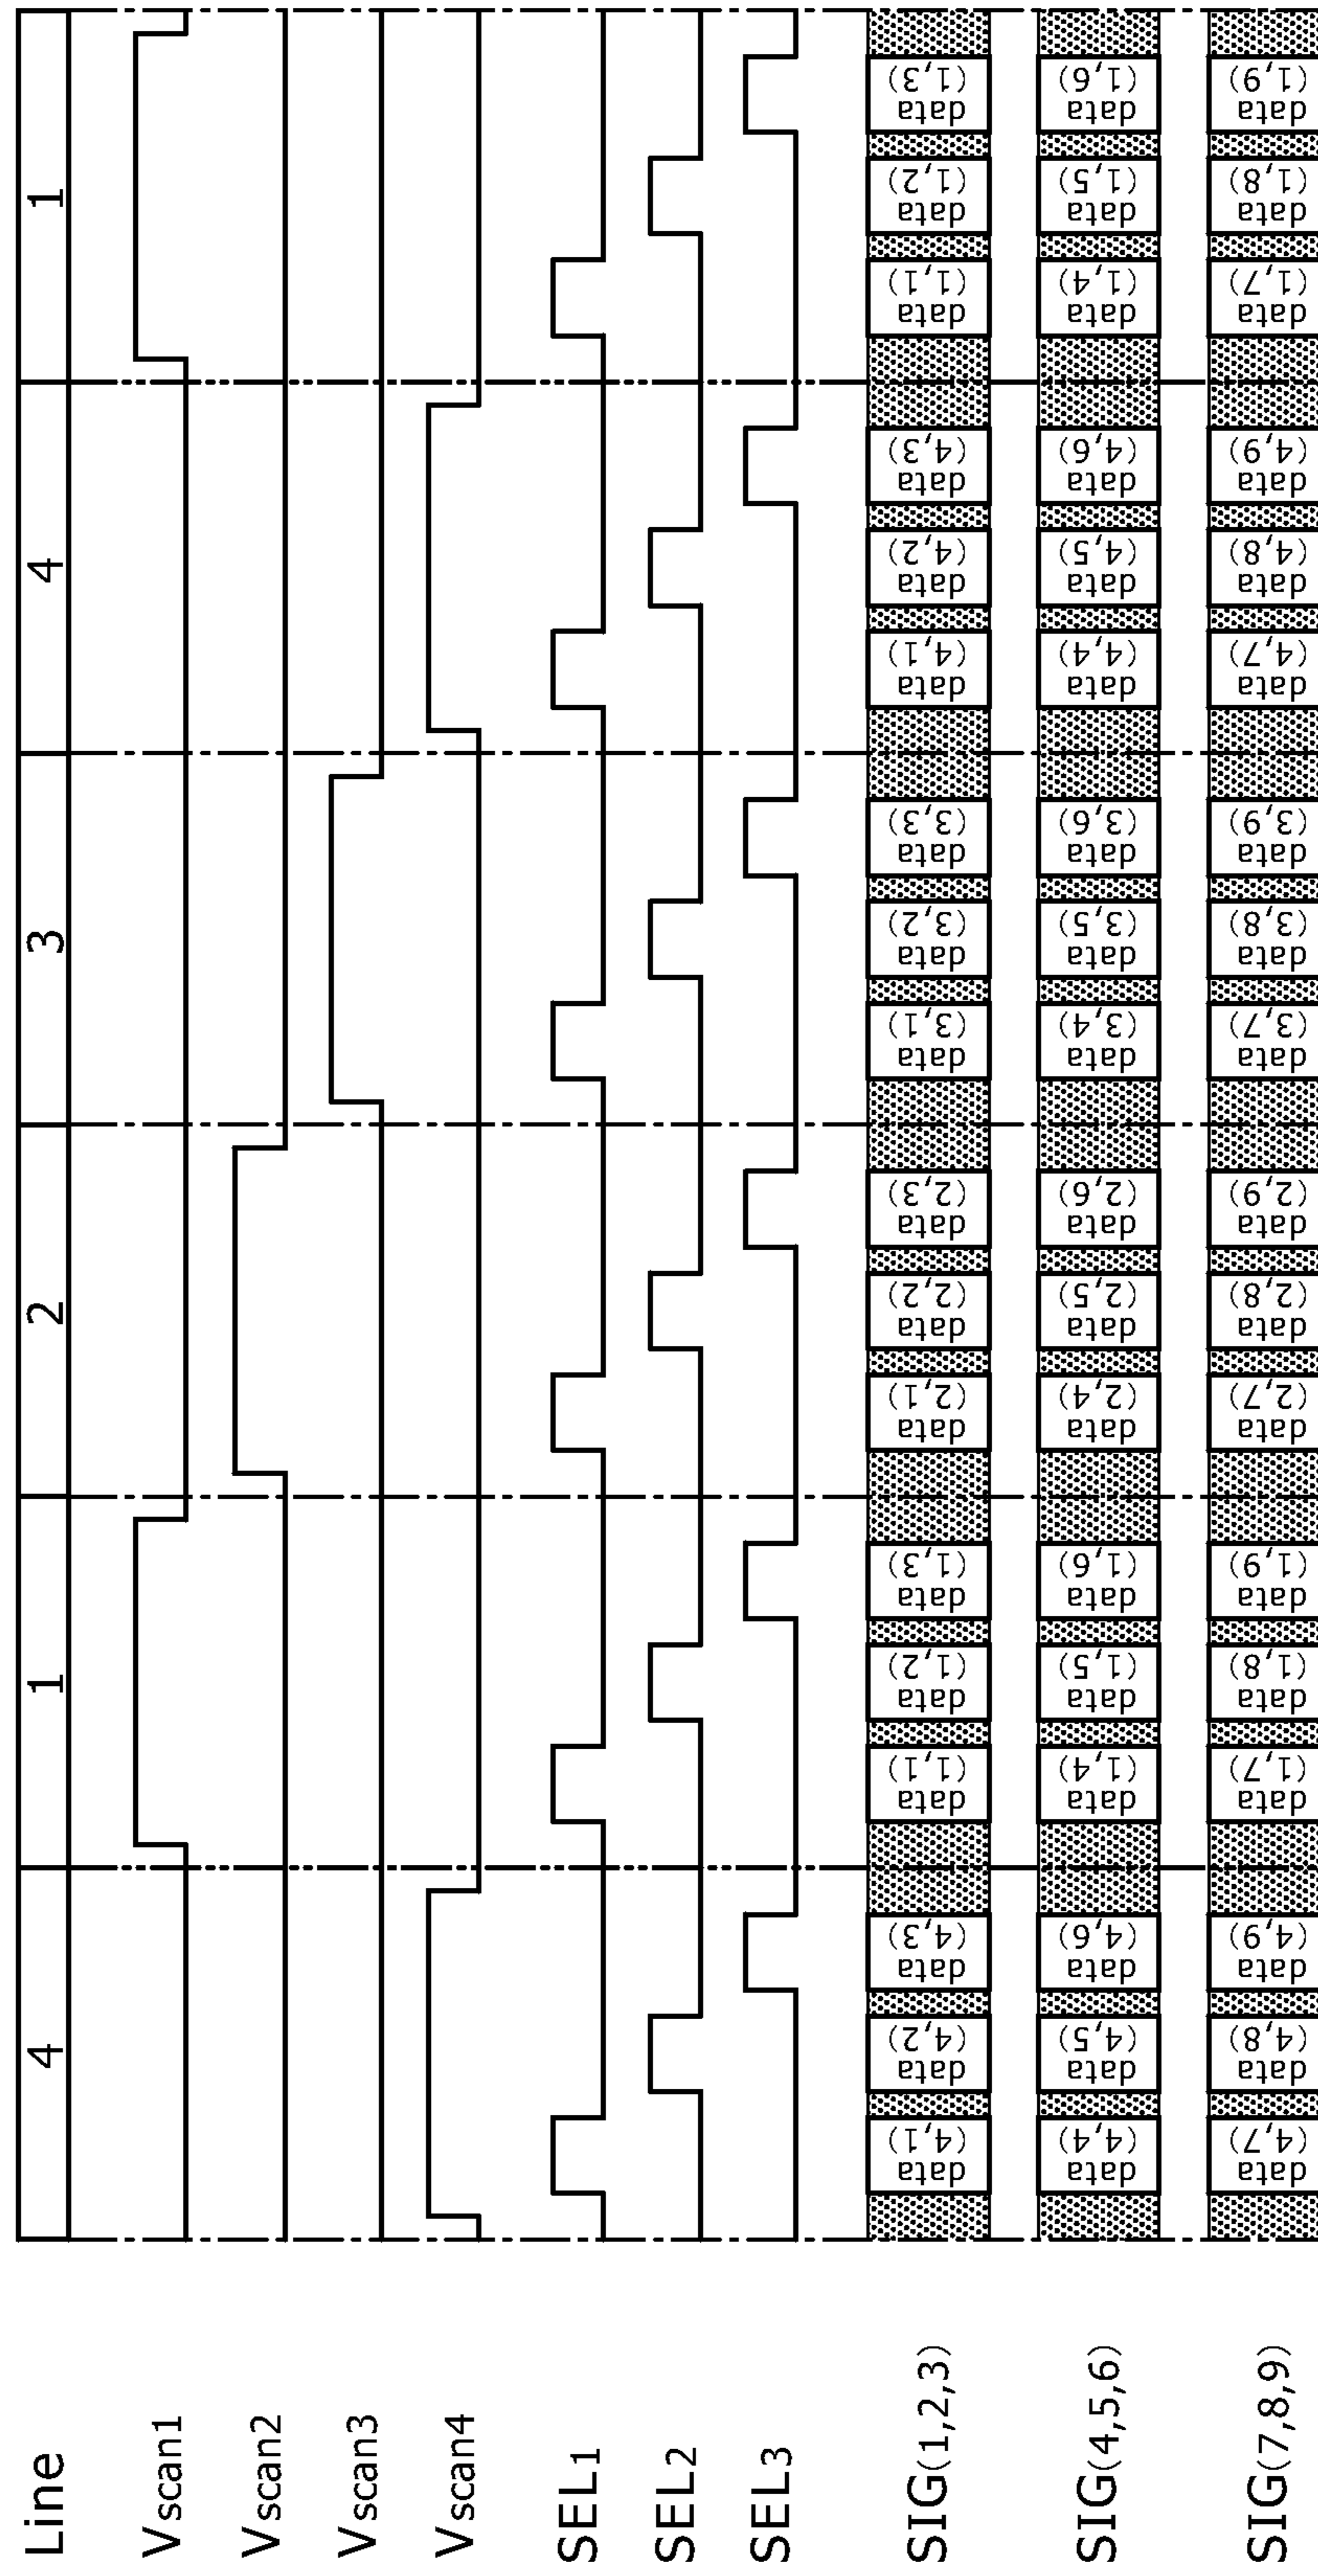 Line 4 1 2 3 4 1
Vscan1
Vscan2
Vscan3
Vscan4
SEL1
SEL2
SEL3
SIG(1,2,3)
data data data data data data data data data data data data data data data data data data
(4,1) (4,2) (4,3) (1,1) (1,2) (1,3) (2,1) (2,2) (2,3) (3,1) (3,2) (3,3) (4,1) (4,2) (4,3) (1,1) (1,2) (1,3)
SIG(4,5,6)
data data data data data data data data data data data data data data data data data data
(4,4) (4,5) (4,6) (1,4) (1,5) (1,6) (2,4) (2,5) (2,6) (3,4) (3,5) (3,6) (4,4) (4,5) (4,6) (1,4) (1,5) (1,6)
SIG(7,8,9)
data data data data data data data data data data data data data data data data data data
(4,7) (4,8) (4,9) (1,7) (1,8) (1,9) (2,7) (2,8) (2,9) (3,7) (3,8) (3,9) (4,7) (4,8) (4,9) (1,7) (1,8) (1,9)